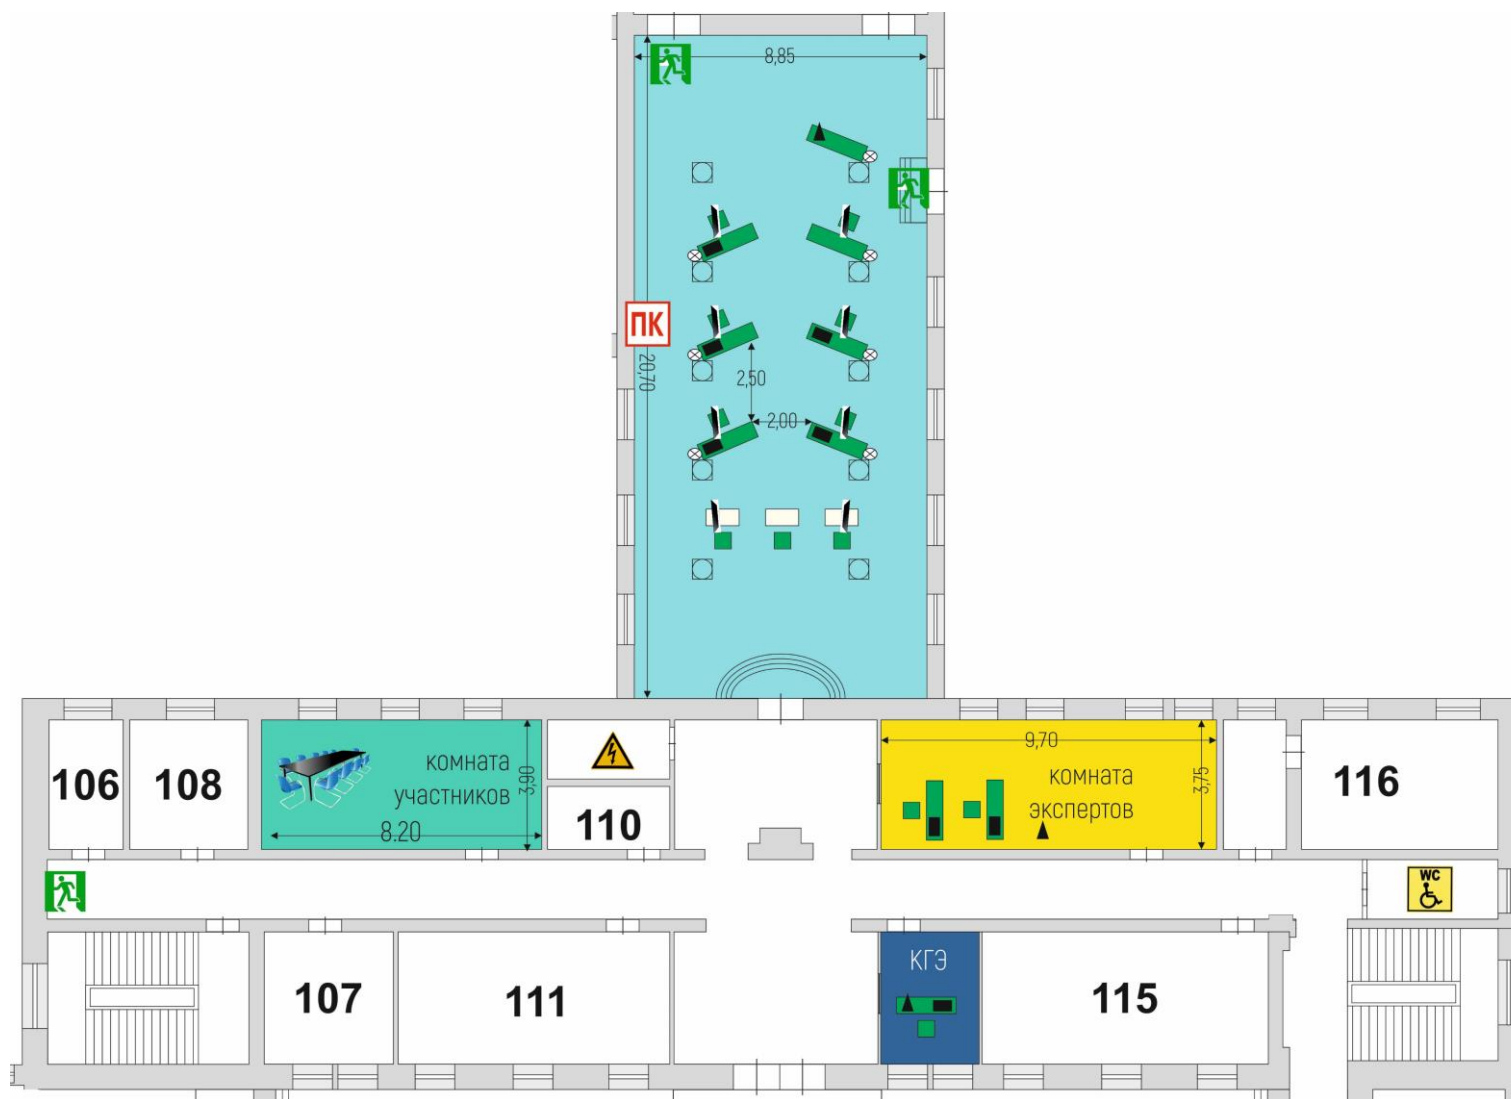 8,85
ПК
20,70
2,50
2,00
106
108
комната
участников
3,90
8.20
110
9,70
комната
экспертов
3,75
116
WC
107
111
КГЭ
115